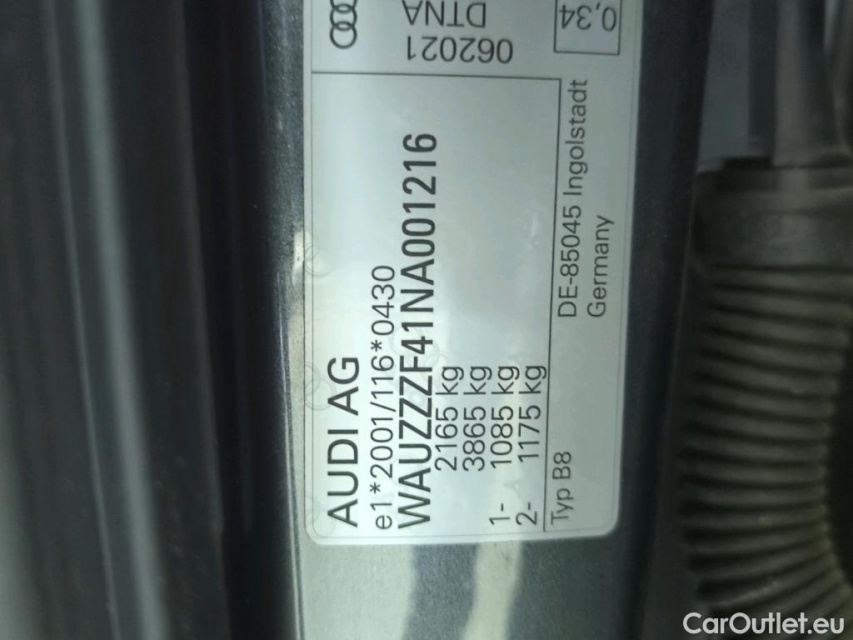 AUDI AG
e1*2001/116*0430
WAUZZZF41NA001216
2165 kg
3865 kg
1- 1085 kg
2- 1175 kg
Typ B8
DE-85045 Ingolstadt
Germany
062021
DTNA
0,34
CarOutlet.eu